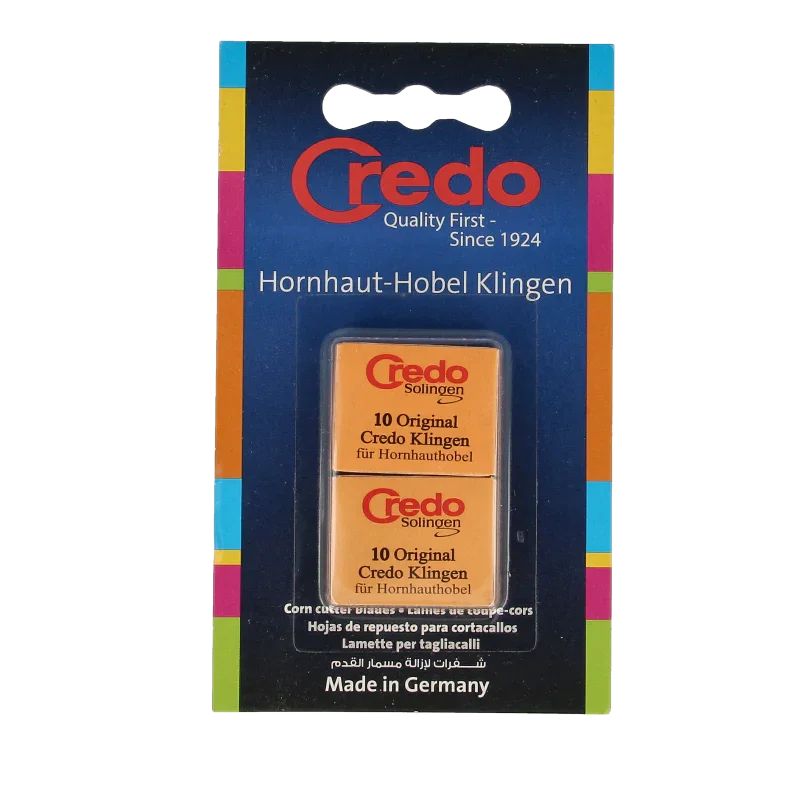 Credo
Quality First -
Since 1924
Hornhaut-Hobel Klingen
Credo
Solingen
10 Original
Credo Klingen
für Hornhauthobel
Credo
Solingen
10 Original
Credo Klingen
für Hornhauthobel
Corn cutter blades • Lames de coupe-cors
Hojas de repuesto para cortacallos
Lamette per tagliacalli
شفرات لإزالة مسمار القدم
Made in Germany